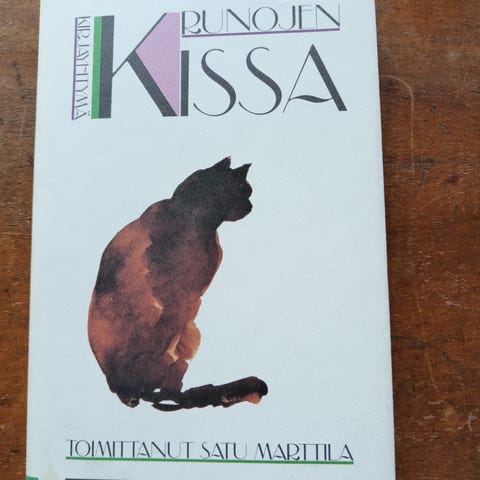 KIRJAYHTYMÄ
RUNOJEN
KISSA
TOIMITTANUT SATU MARTTILA